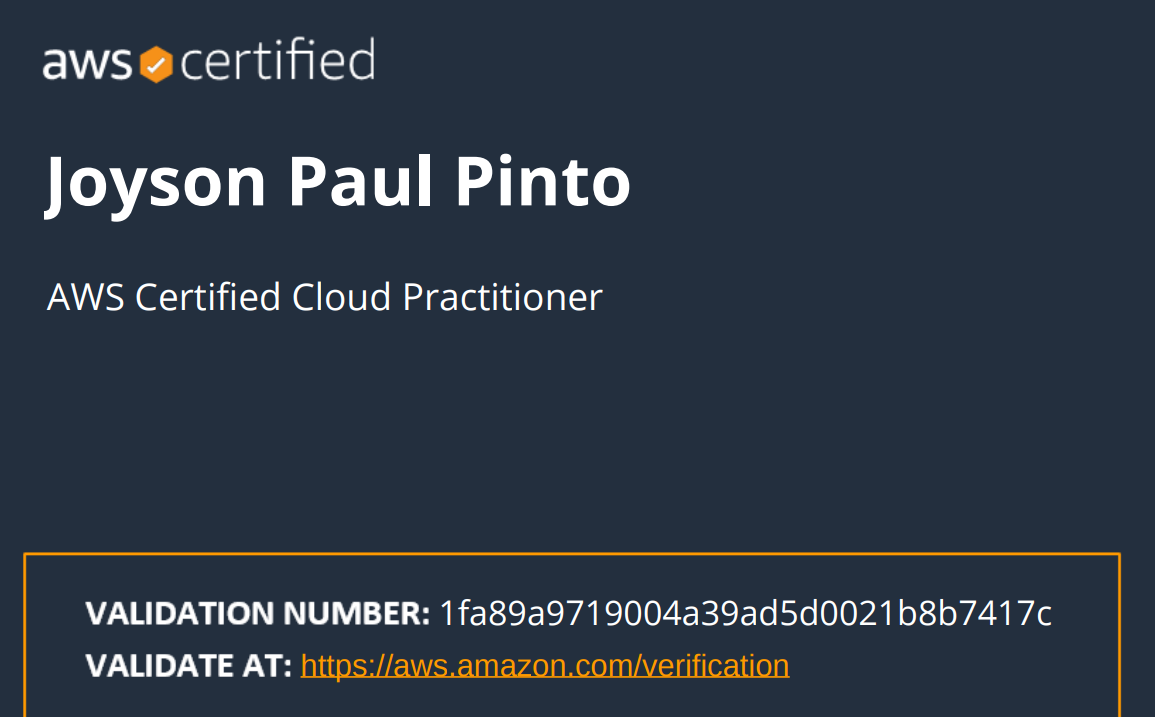 aws certified
Joyson Paul Pinto
AWS Certified Cloud Practitioner
VALIDATION NUMBER: 1fa89a9719004a39ad5d0021b8b7417c
VALIDATE AT: https://aws.amazon.com/verification